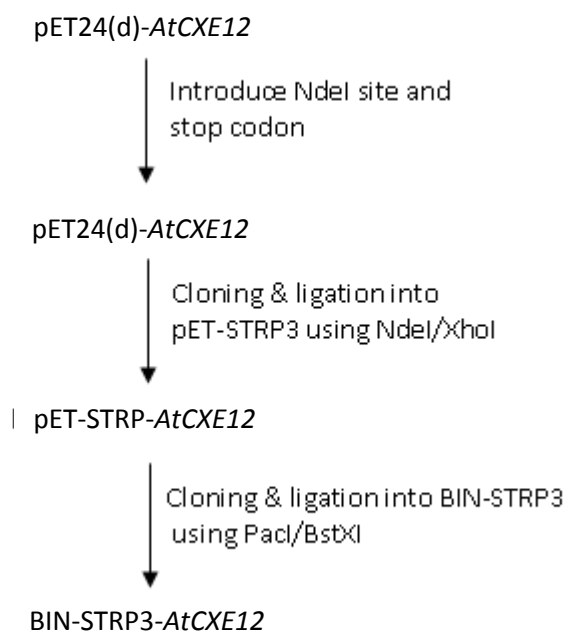 pET24(d)-AtCXE12
Introduce NdeI site and
stop codon
pET24(d)-AtCXE12
Cloning & ligation into
pET-STRP3 using NdeI/XhoI
pET-STRP-AtCXE12
Cloning & ligation into BIN-STRP3
using PacI/BstXI
BIN-STRP3-AtCXE12